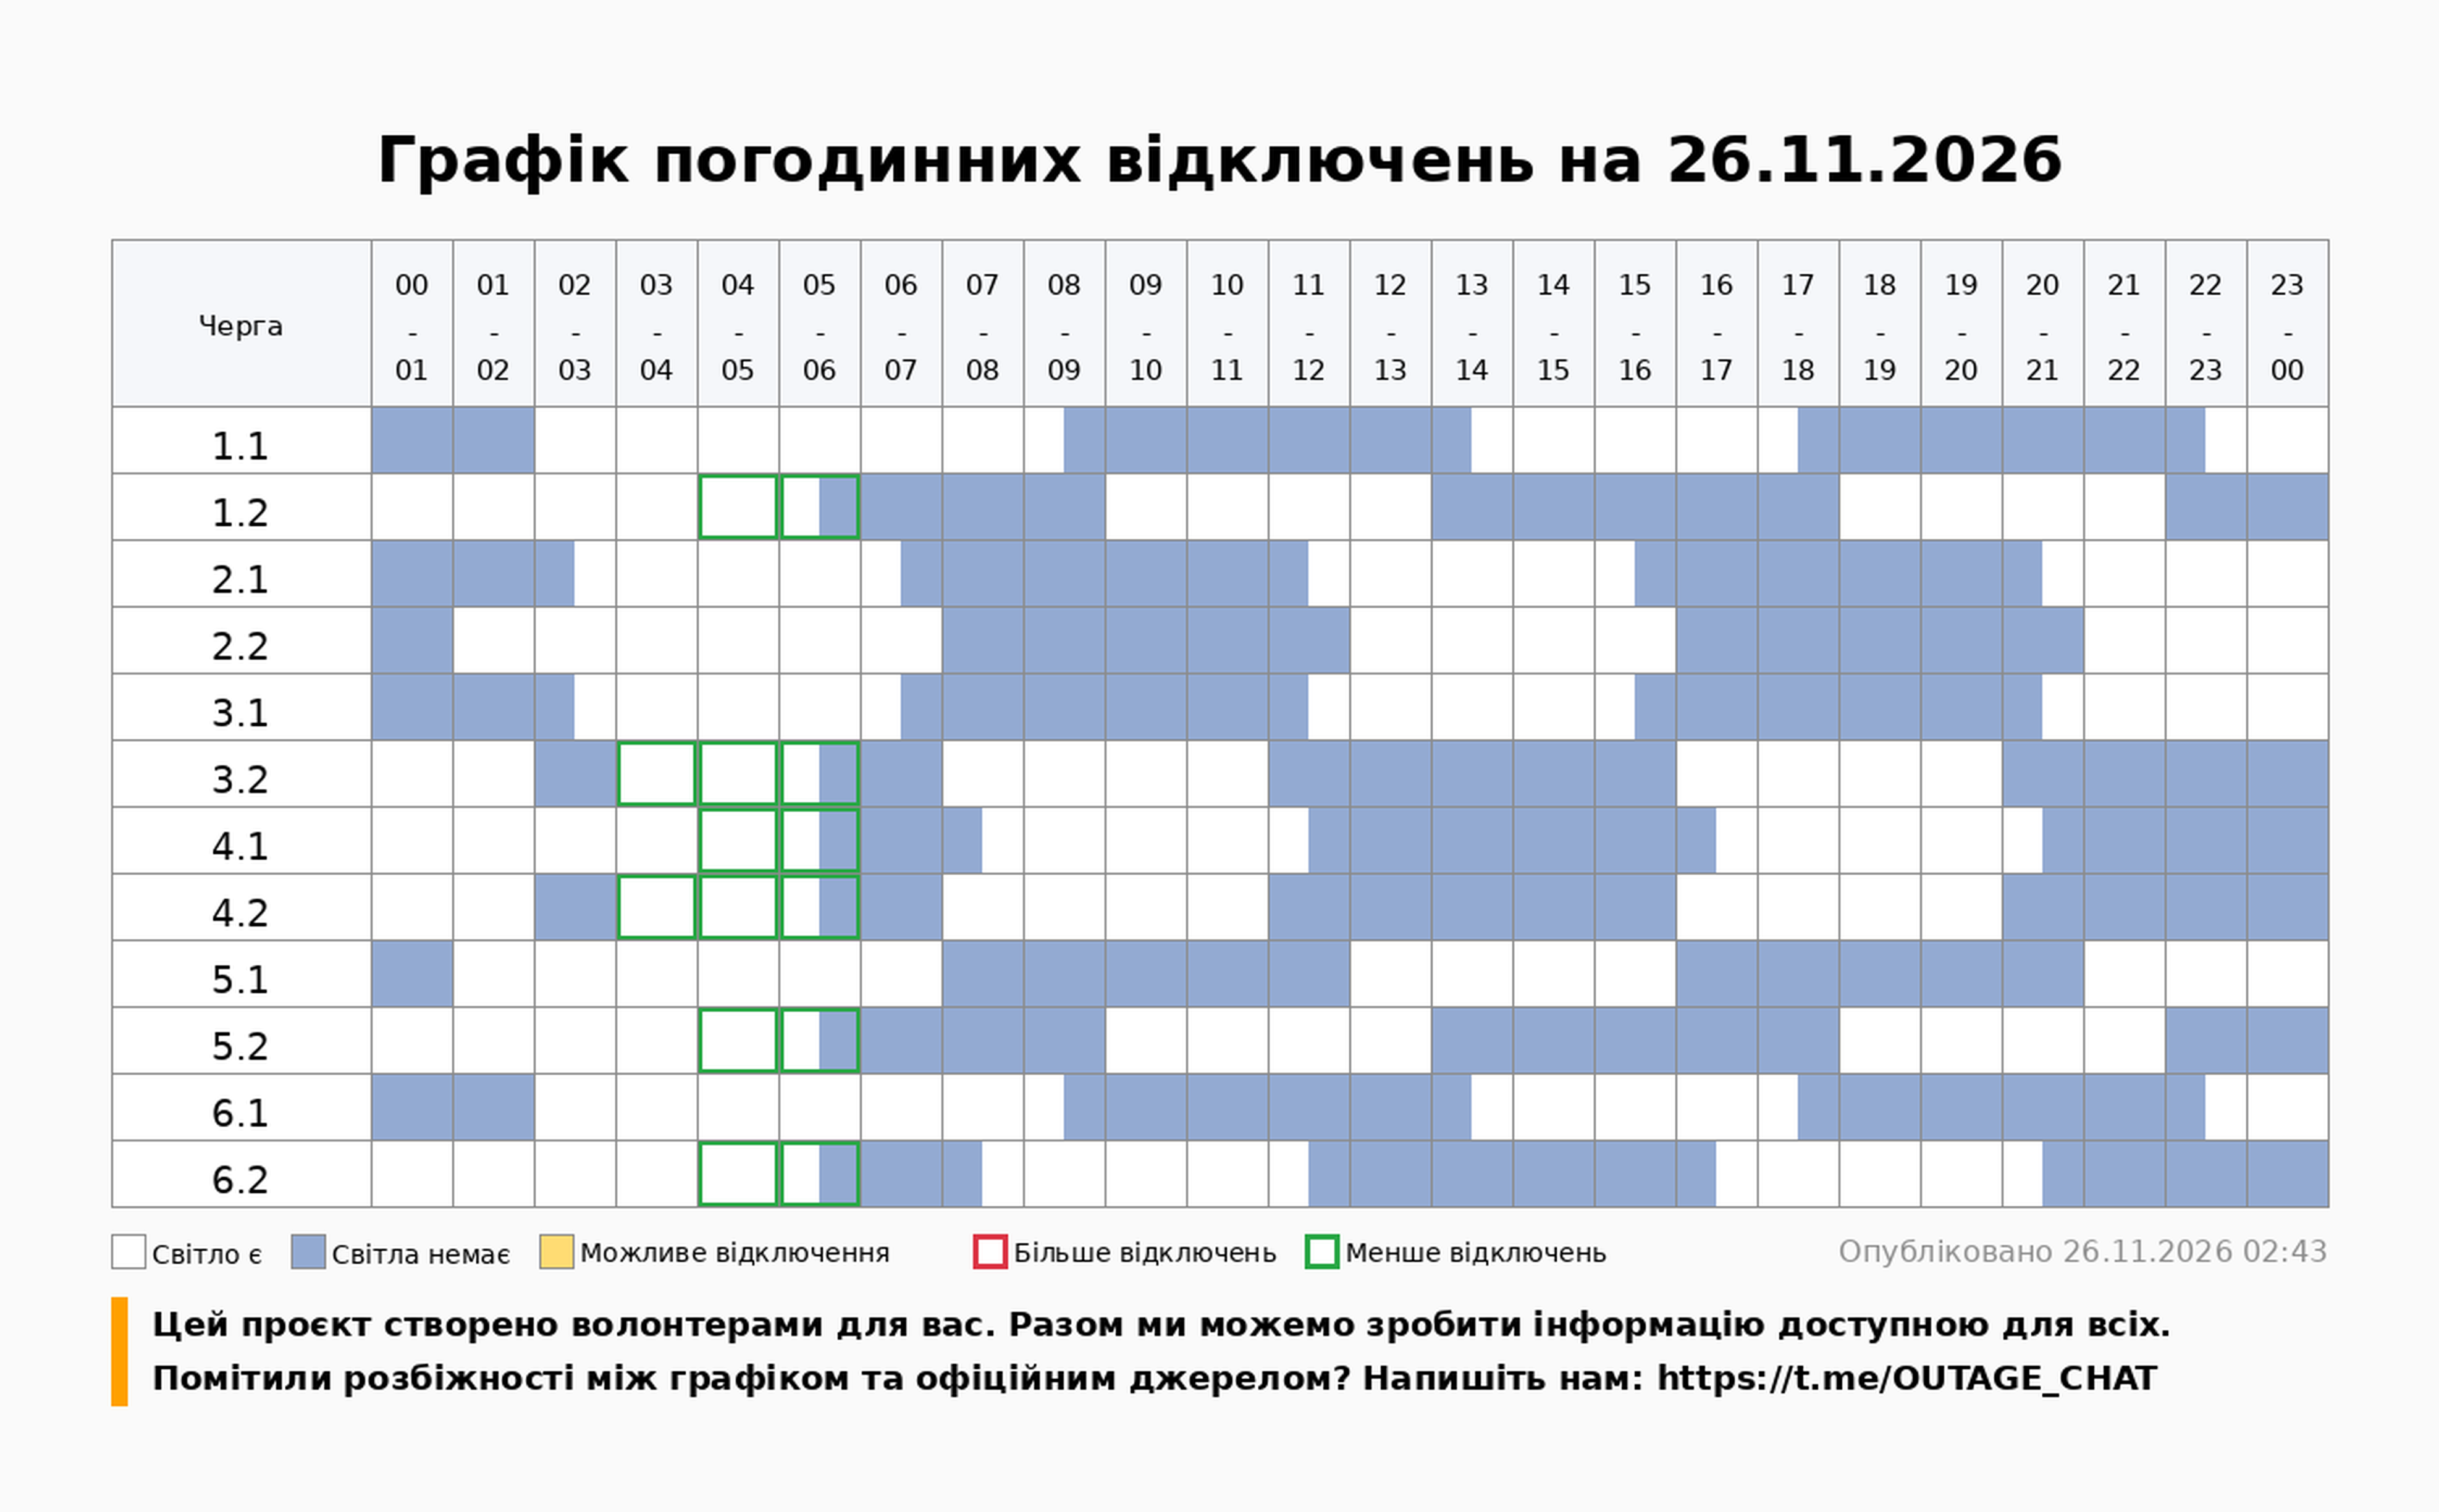 Графік погодинних відключень на 26.11.2026
Черга 00 - 01 01 - 02 02 - 03 03 - 04 04 - 05 05 - 06 06 - 07 07 - 08 08 - 09 09 - 10 10 - 11 11 - 12 12 - 13 13 - 14 14 - 15 15 - 16 16 - 17 17 - 18 18 - 19 19 - 20 20 - 21 21 - 22 22 - 23 23 - 00
1.1
1.2
2.1
2.2
3.1
3.2
4.1
4.2
5.1
5.2
6.1
6.2
Світло є Світла немає Можливе відключення Більше відключень Менше відключень Опубліковано 26.11.2026 02:43
Цей проєкт створено волонтерами для вас. Разом ми можемо зробити інформацію доступною для всіх.
Помітили розбіжності між графіком та офіційним джерелом? Напишіть нам: https://t.me/OUTAGE_CHAT